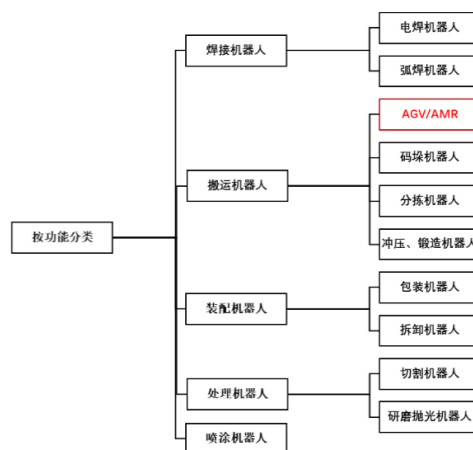 按功能分类
焊接机器人
电焊机器人
弧焊机器人
搬运机器人
AGV/AMR
码垛机器人
分拣机器人
冲压、锻造机器人
装配机器人
包装机器人
拆卸机器人
处理机器人
切割机器人
研磨抛光机器人
喷涂机器人